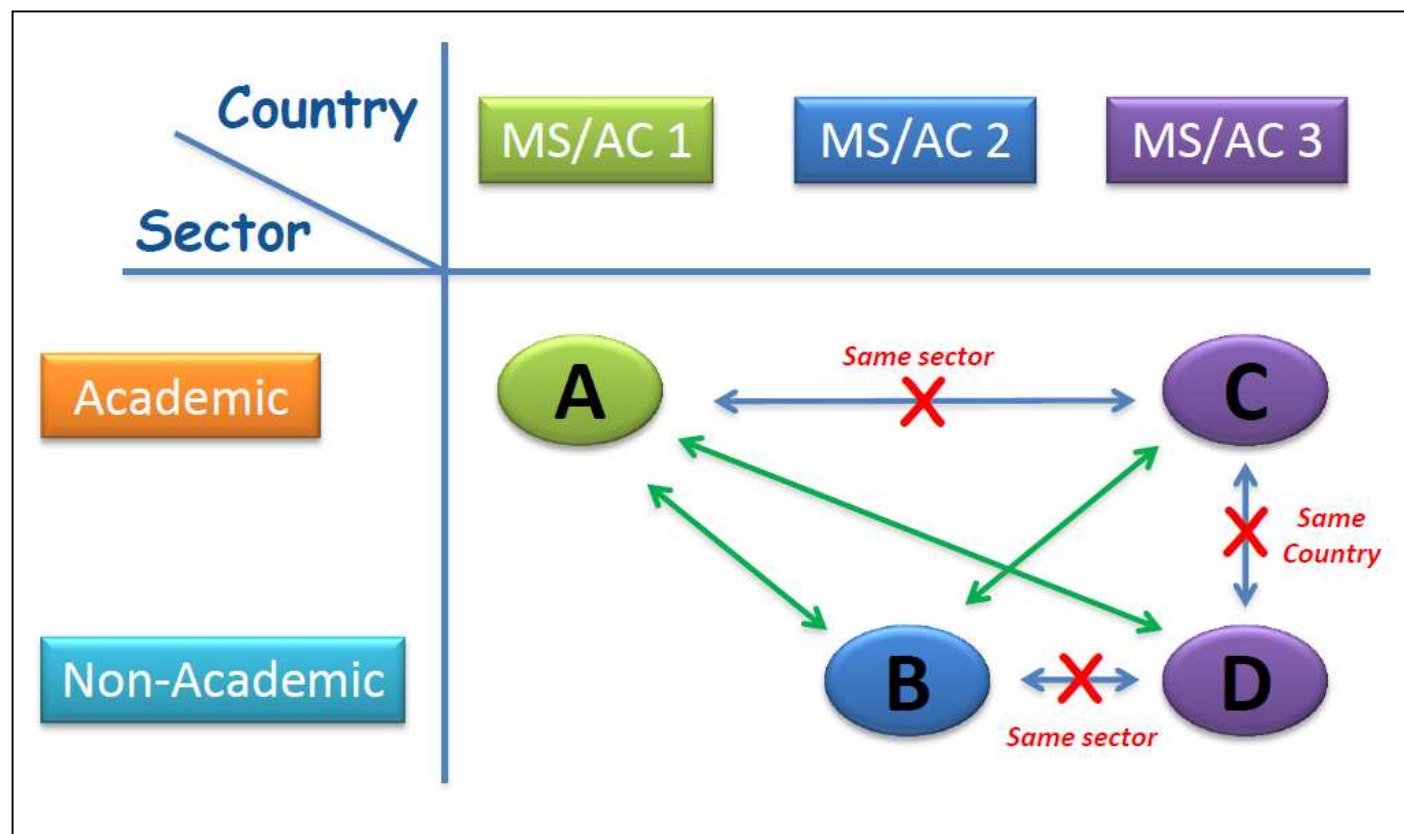 Country
MS/AC 1
MS/AC 2
MS/AC 3
Sector
Academic
A
Same sector
C
Same
Country
Non-Academic
B
D
Same sector